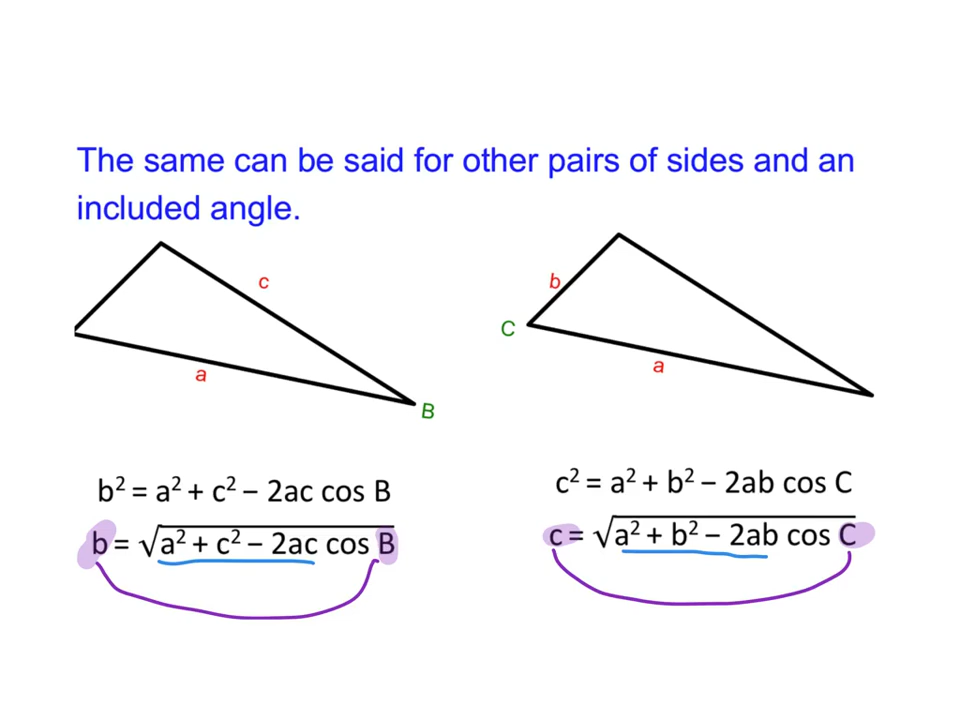 The same can be said for other pairs of sides and an
included angle.
c
a
B
b
C
a
b² = a² + c² − 2ac cos B
b = √a² + c² − 2ac cos B
c² = a² + b² − 2ab cos C
c = √a² + b² − 2ab cos C